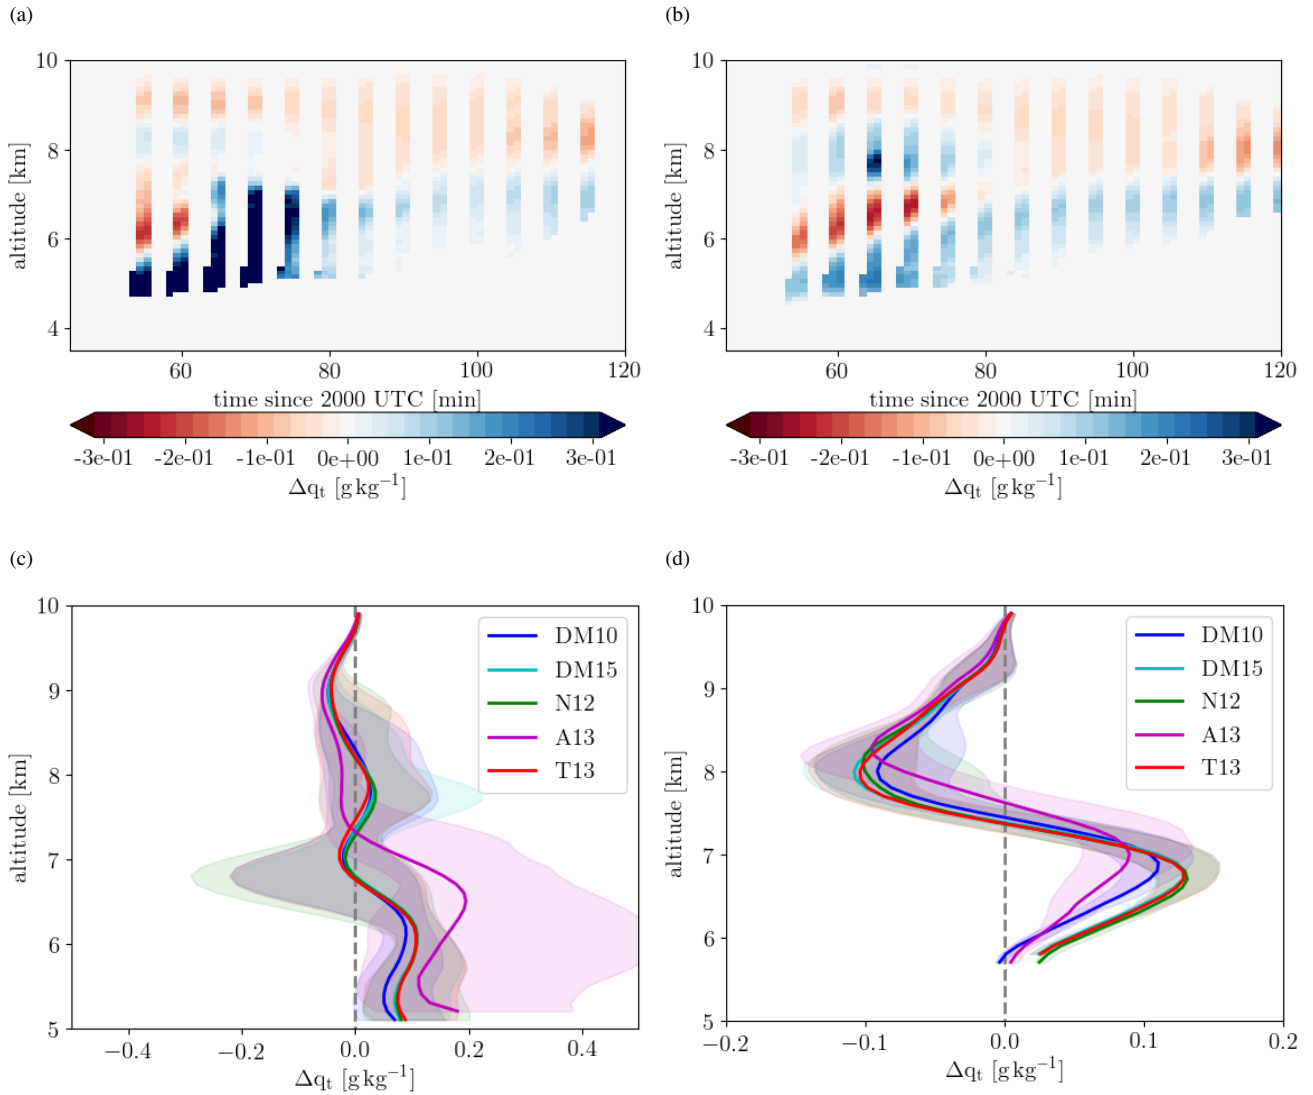 (a)
(b)
10
8
6
4
altitude [km]
60
80
100
120
time since 2000 UTC [min]
-3e-01
-2e-01
-1e-01
0e+00
1e-01
2e-01
3e-01
Δqt [g kg−1]
10
8
6
4
altitude [km]
60
80
100
120
time since 2000 UTC [min]
-3e-01
-2e-01
-1e-01
0e+00
1e-01
2e-01
3e-01
Δqt [g kg−1]
(c)
(d)
10
9
8
7
6
5
altitude [km]
DM10
DM15
N12
A13
T13
−0.4
−0.2
0.0
0.2
0.4
Δqt [g kg−1]
10
9
8
7
6
5
altitude [km]
DM10
DM15
N12
A13
T13
−0.2
−0.1
0.0
0.1
0.2
Δqt [g kg−1]